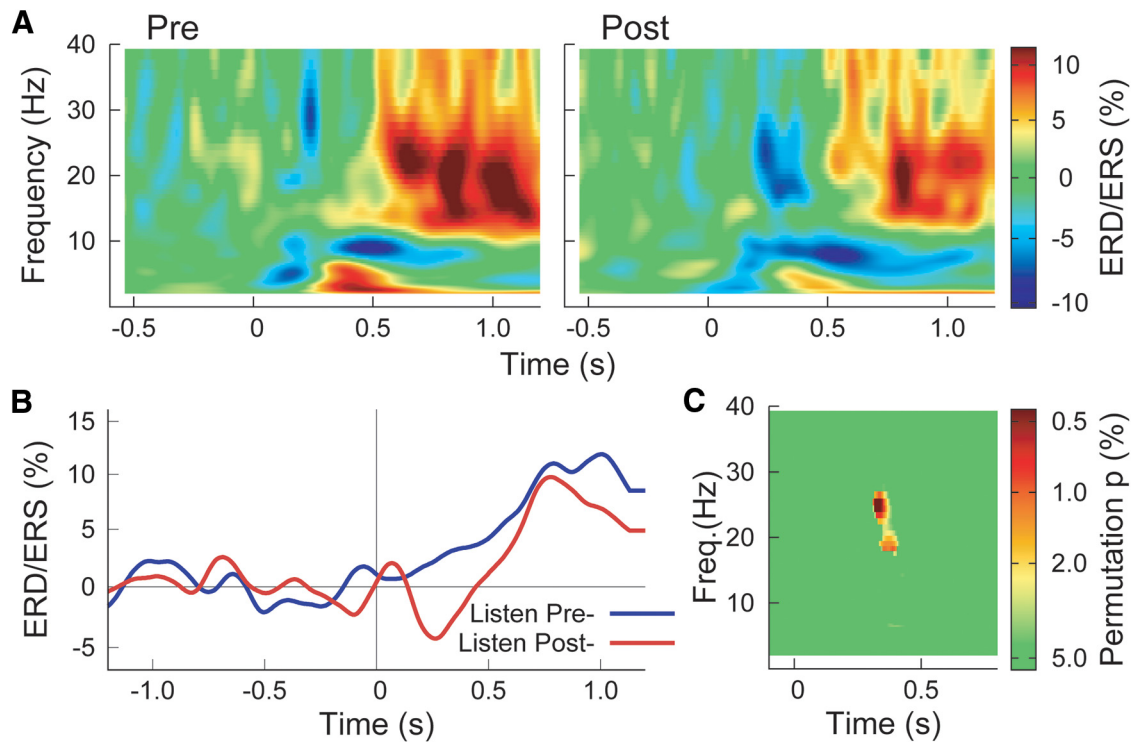 A
Pre
Post
40
30
20
10
Frequency (Hz)
-0.5 0 0.5 1.0
-0.5 0 0.5 1.0
Time (s)
10
5
0
-5
-10
ERD/ERS (%)
B
15
10
5
0
-5
ERD/ERS (%)
Listen Pre-
Listen Post-
-1.0 -0.5 0 0.5 1.0
Time (s)
C
40
30
20
10
Freq.(Hz)
0 0.5
Time (s)
0.5
1.0
2.0
5.0
Permutation p (%)